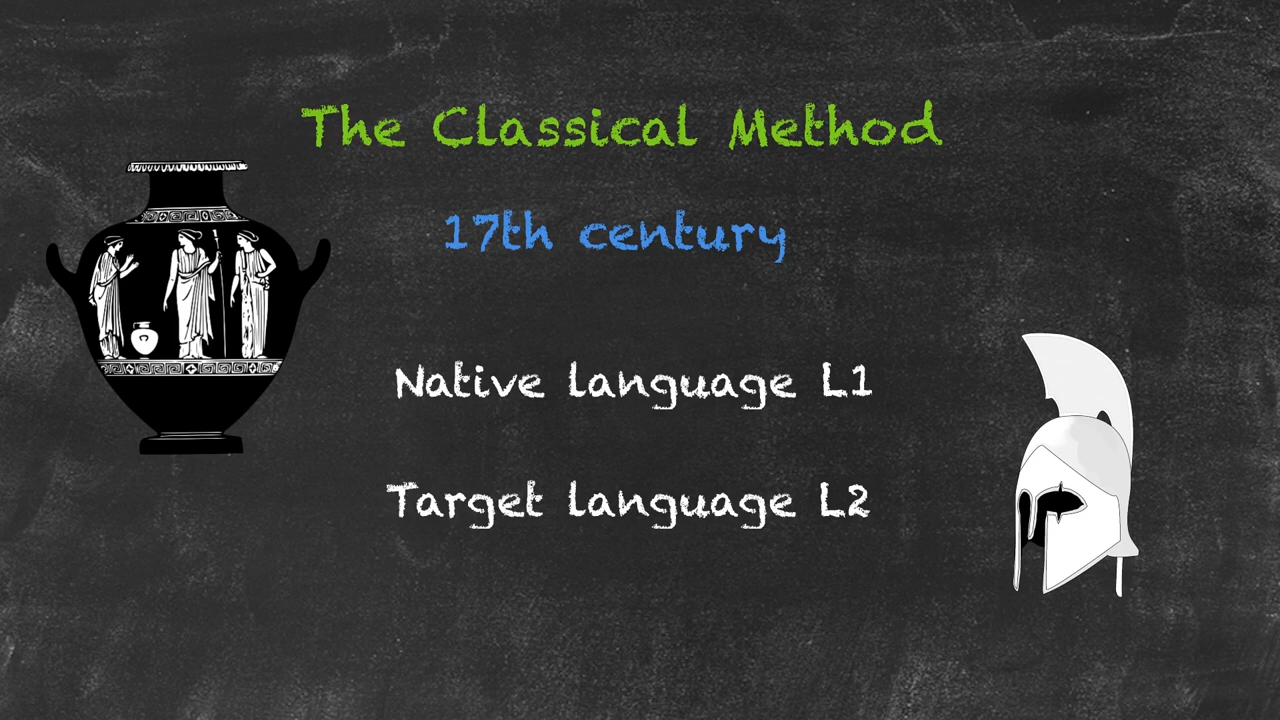 The Classical Method
17th century
Native language L1
Target language L2